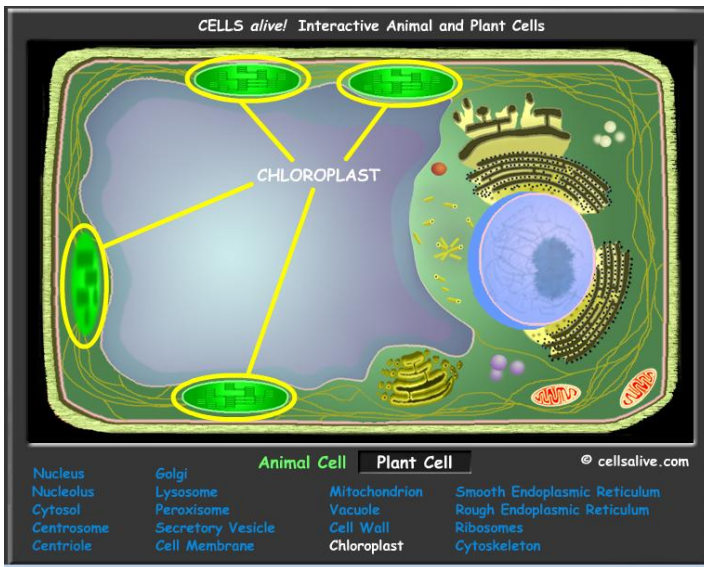 CELLS alive! Interactive Animal and Plant Cells
CHLOROPLAST
Animal Cell Plant Cell
© cellsalive.com
Nucleus
Nucleolus
Cytosol
Centrosome
Centriole
Golgi
Lysosome
Peroxisome
Secretory Vesicle
Cell Membrane
Mitochondrion
Vacuole
Cell Wall
Chloroplast
Smooth Endoplasmic Reticulum
Rough Endoplasmic Reticulum
Ribosomes
Cytoskeleton